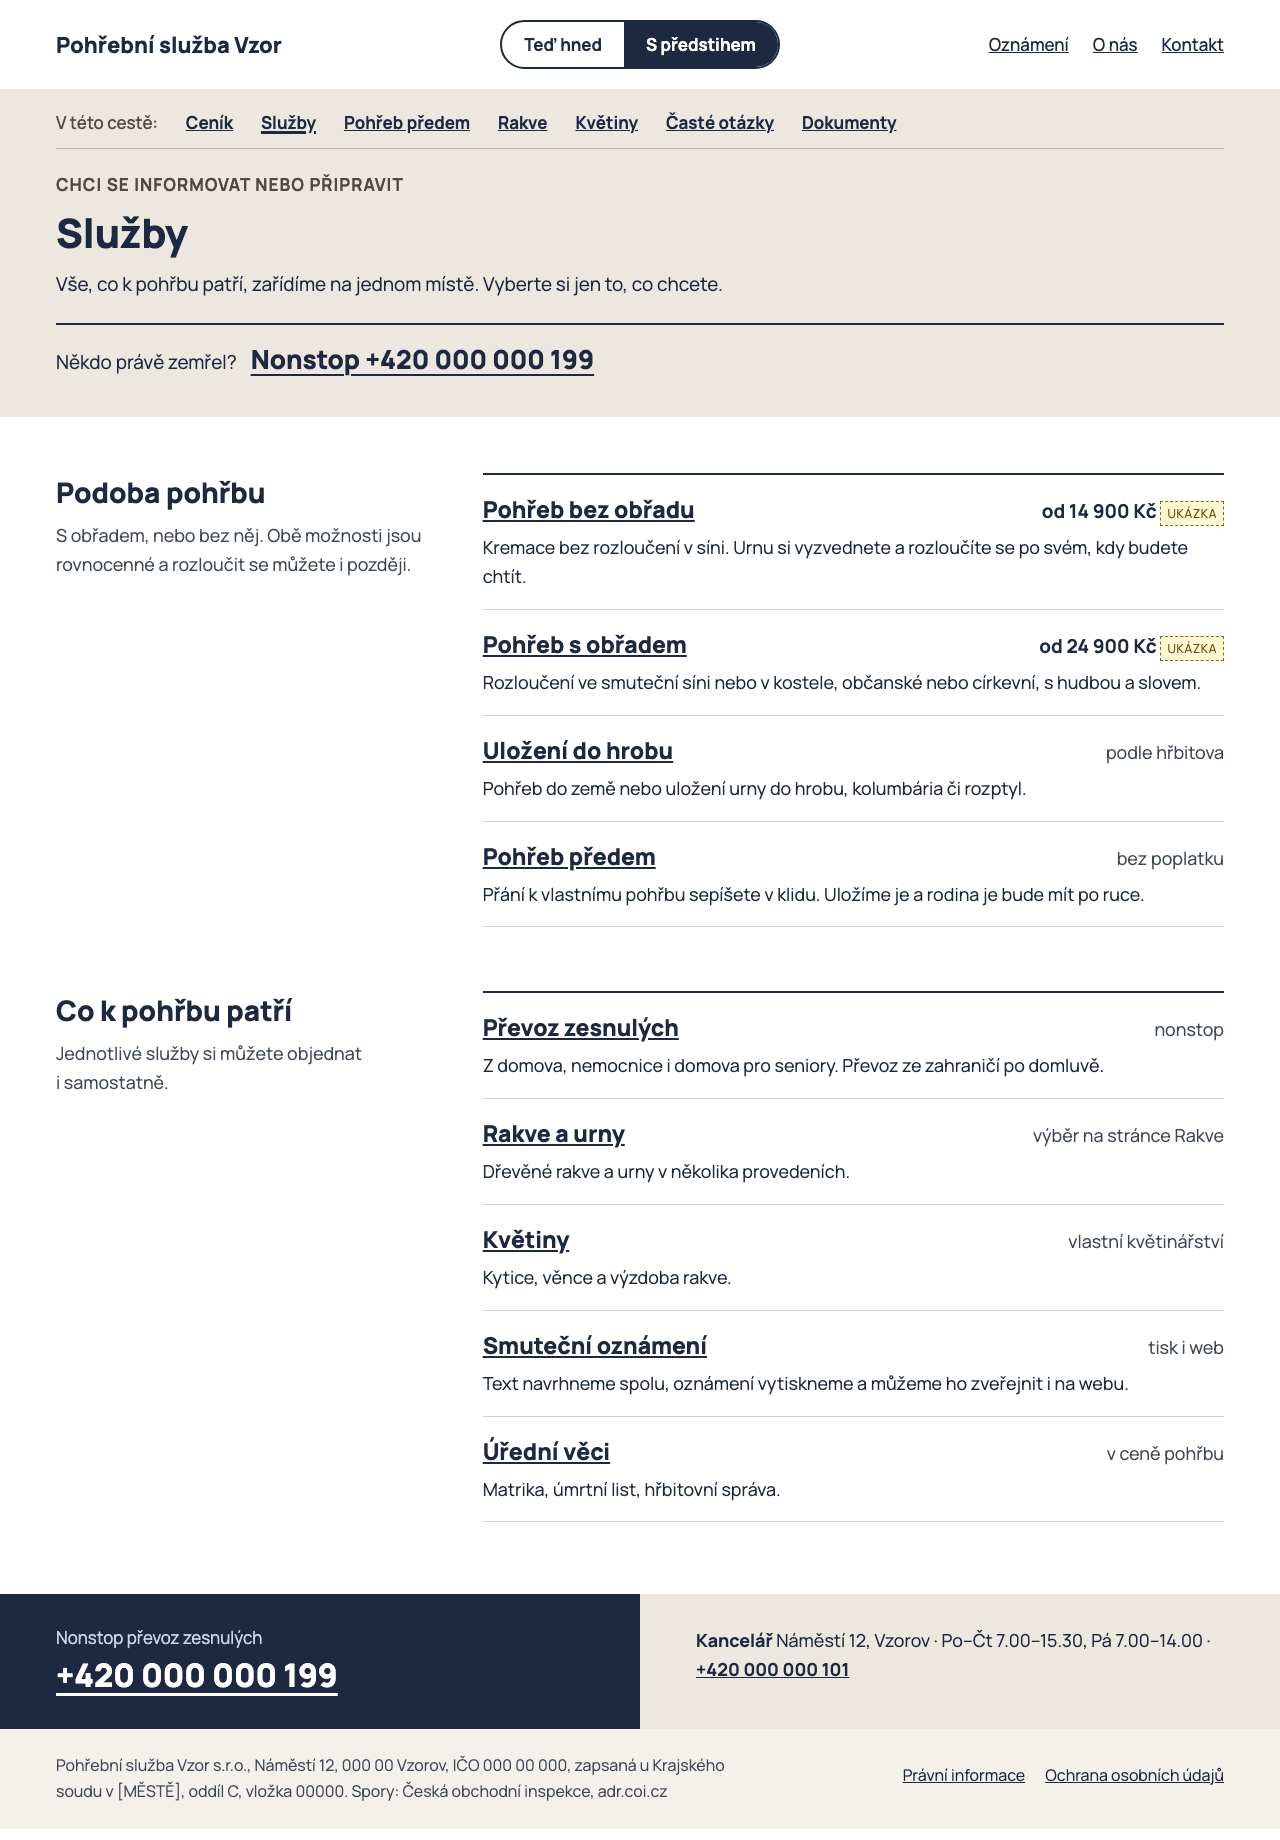 Pohřební služba Vzor
Teď hned
S předstihem
Oznámení
O nás
Kontakt
V této cestě:
Ceník
Služby
Pohřeb předem
Rakve
Květiny
Časté otázky
Dokumenty
CHCI SE INFORMOVAT NEBO PŘIPRAVIT
Služby
Vše, co k pohřbu patří, zařídíme na jednom místě. Vyberte si jen to, co chcete.
Někdo právě zemřel? Nonstop +420 000 000 199
Podoba pohřbu
S obřadem, nebo bez něj. Obě možnosti jsou
rovnocenné a rozloučit se můžete i později.
Pohřeb bez obřadu
od 14 900 Kč UKÁZKA
Kremace bez rozloučení v síni. Urnu si vyzvednete a rozloučíte se po svém, kdy budete
chtít.
Pohřeb s obřadem
od 24 900 Kč UKÁZKA
Rozloučení ve smuteční síni nebo v kostele, občanské nebo církevní, s hudbou a slovem.
Uložení do hrobu
podle hřbitova
Pohřeb do země nebo uložení urny do hrobu, kolumbária či rozptyl.
Pohřeb předem
bez poplatku
Přání k vlastnímu pohřbu sepíšete v klidu. Uložíme je a rodina je bude mít po ruce.
Co k pohřbu patří
Jednotlivé služby si můžete objednat
i samostatně.
Převoz zesnulých
nonstop
Z domova, nemocnice i domova pro seniory. Převoz ze zahraničí po domluvě.
Rakve a urny
výběr na stránce Rakve
Dřevěné rakve a urny v několika provedeních.
Květiny
vlastní květinářství
Kytice, věnce a výzdoba rakve.
Smuteční oznámení
tisk i web
Text navrhneme spolu, oznámení vytiskneme a můžeme ho zveřejnit i na webu.
Úřední věci
v ceně pohřbu
Matrika, úmrtní list, hřbitovní správa.
Nonstop převoz zesnulých
+420 000 000 199
Kancelář Náměstí 12, Vzorov · Po–Čt 7.00–15.30, Pá 7.00–14.00 ·
+420 000 000 101
Pohřební služba Vzor s.r.o., Náměstí 12, 000 00 Vzorov, IČO 000 00 000, zapsaná u Krajského
soudu v [MĚSTĚ], oddíl C, vložka 00000. Spory: Česká obchodní inspekce, adr.coi.cz
Právní informace
Ochrana osobních údajů